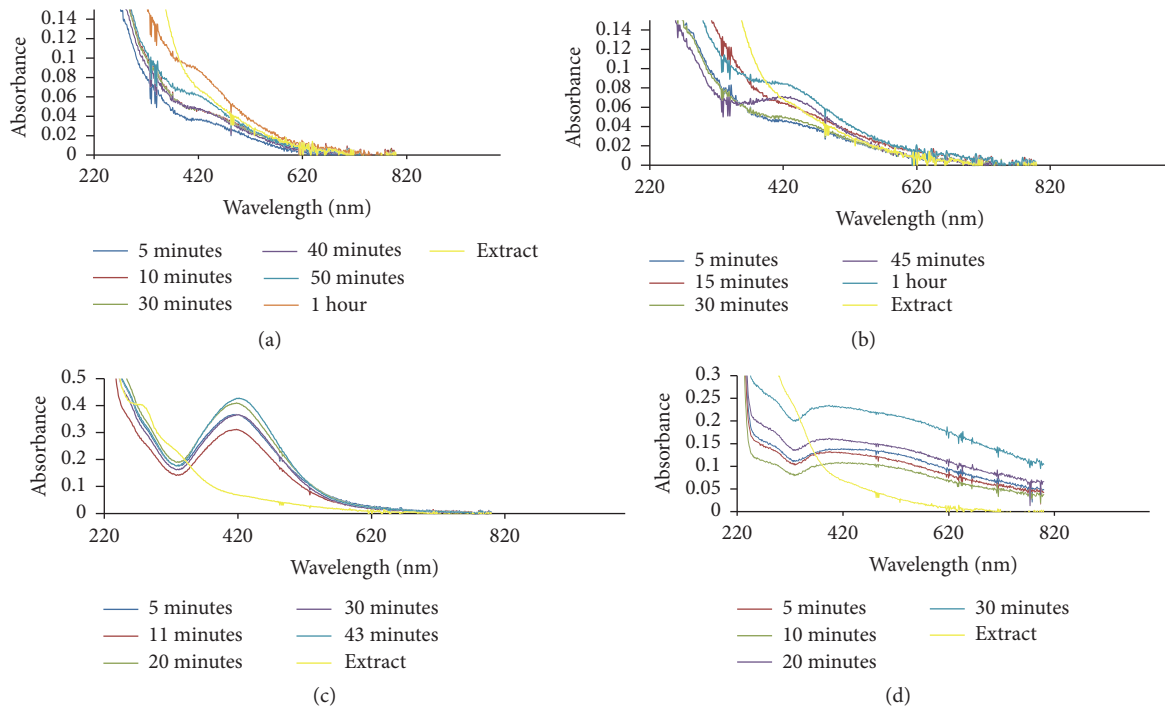 0.14
0.12
0.1
0.08
0.06
0.04
0.02
0
Absorbance
220 420 620 820
Wavelength (nm)
5 minutes 40 minutes Extract
10 minutes 50 minutes
30 minutes 1 hour
(a)
0.14
0.12
0.1
0.08
0.06
0.04
0.02
0
Absorbance
220 420 620 820
Wavelength (nm)
5 minutes 45 minutes
15 minutes 1 hour
30 minutes Extract
(b)
0.5
0.4
0.3
0.2
0.1
0
Absorbance
220 420 620 820
Wavelength (nm)
5 minutes 30 minutes
11 minutes 43 minutes
20 minutes Extract
(c)
0.3
0.25
0.2
0.15
0.1
0.05
0
Absorbance
220 420 620 820
Wavelength (nm)
5 minutes 30 minutes
10 minutes Extract
20 minutes
(d)